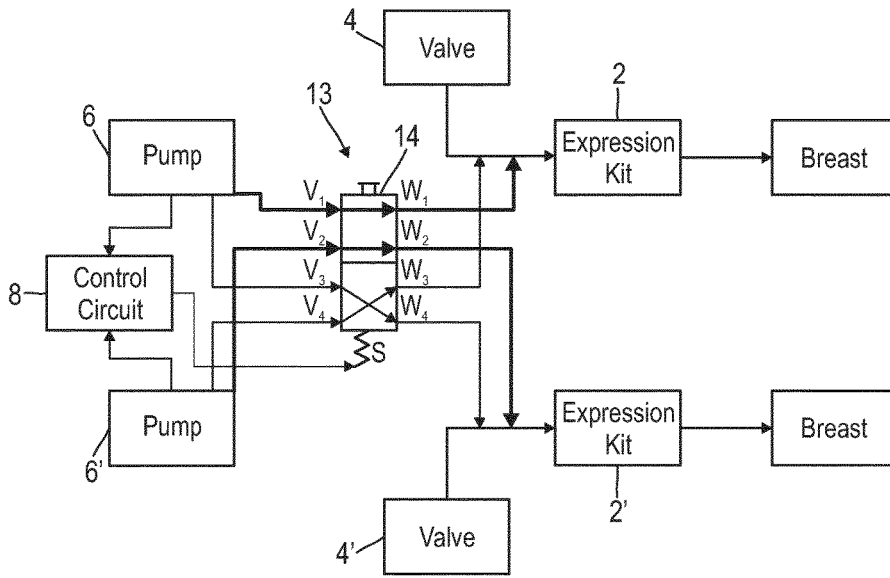 4
Valve
2
Expression
Kit
Breast
6
Pump
13
14
V1
W1
V2
W2
V3
W3
V4
W4
S
8
Control
Circuit
6'
Pump
Expression
Kit
Breast
2'
4'
Valve